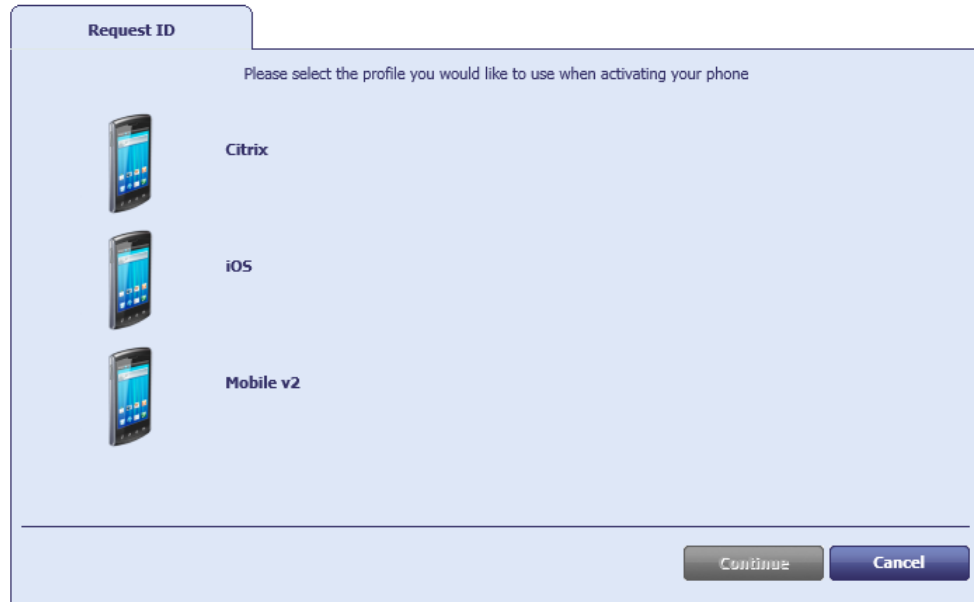 Request ID
Please select the profile you would like to use when activating your phone
Citrix
iOS
Mobile v2
Continue
Cancel